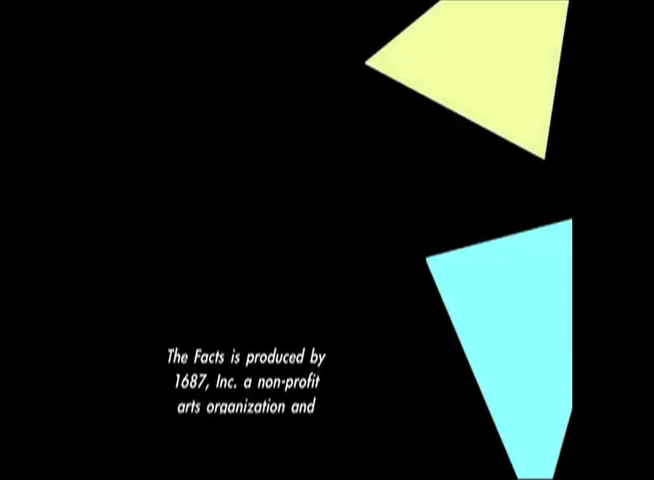 The Facts is produced by
1687, Inc. a non-profit
arts organization and